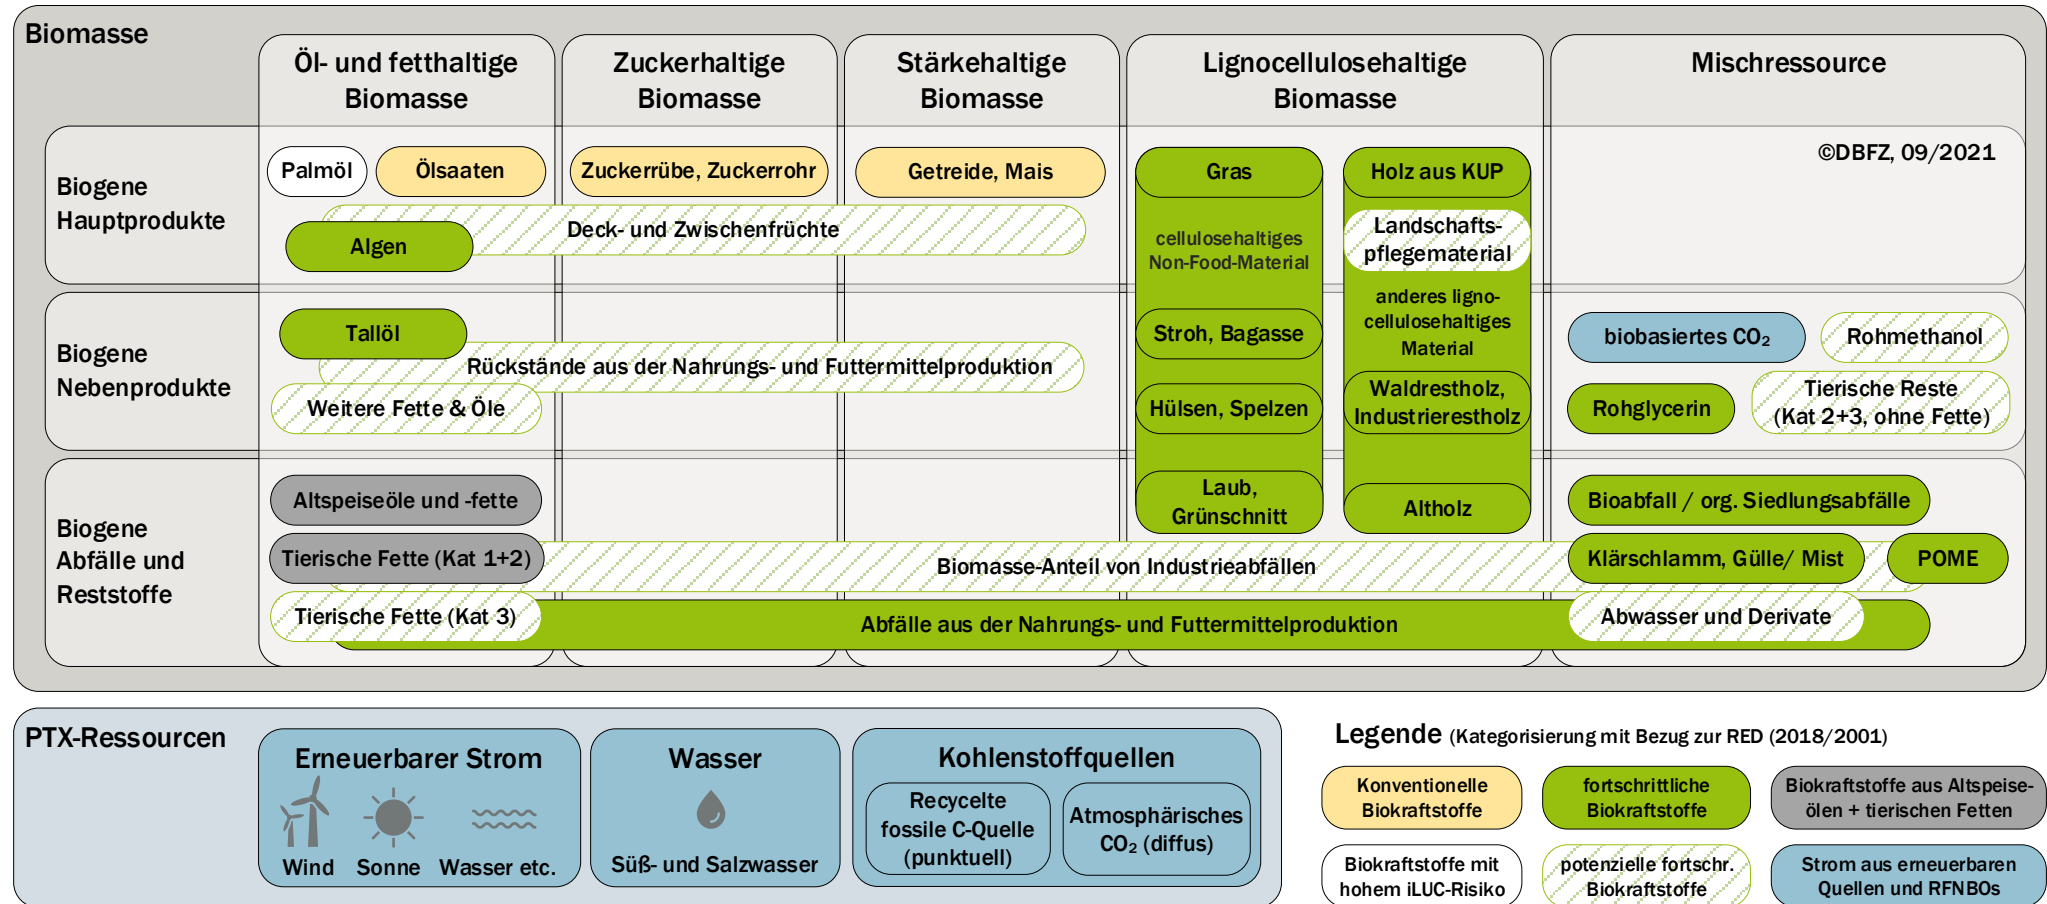 Biomasse
Öl- und fetthaltige
Biomasse
Zuckerhaltige
Biomasse
Stärkehaltige
Biomasse
Lignocellulosehaltige
Biomasse
Mischressource
Biogene
Hauptprodukte
Palmöl
Ölsaaten
Zuckerrübe, Zuckerrohr
Getreide, Mais
Gras
Holz aus KUP
©DBFZ, 09/2021
Deck- und Zwischenfrüchte
Algen
cellulosehaltiges
Non-Food-Material
Landschafts-
pflegematerial
anderes ligno-
cellulosehaltiges
Material
Biogene
Nebenprodukte
Tallöl
Rückstände aus der Nahrungs- und Futtermittelproduktion
Weitere Fette & Öle
Stroh, Bagasse
Hülsen, Spelzen
Waldrestholz,
Industrierestholz
biobasiertes CO₂
Rohmethanol
Rohglycerin
Tierische Reste
(Kat 2+3, ohne Fette)
Biogene
Abfälle und
Reststoffe
Altspeiseöle und -fette
Tierische Fette (Kat 1+2)
Tierische Fette (Kat 3)
Laub,
Grünschnitt
Altholz
Bioabfall / org. Siedlungsabfälle
Biomasse-Anteil von Industrieabfällen
Klärschlamm, Gülle/ Mist
POME
Abfälle aus der Nahrungs- und Futtermittelproduktion
Abwasser und Derivate
PTX-Ressourcen
Erneuerbarer Strom
Wind
Sonne
Wasser etc.
Wasser
Süß- und Salzwasser
Kohlenstoffquellen
Recycelte
fossile C-Quelle
(punktuell)
Atmosphärisches
CO₂ (diffus)
Legende (Kategorisierung mit Bezug zur RED (2018/2001)
Konventionelle
Biokraftstoffe
fortschrittliche
Biokraftstoffe
Biokraftstoffe aus Altspeise-
ölen + tierischen Fetten
Biokraftstoffe mit
hohem iLUC-Risiko
potenzielle fortschr.
Biokraftstoffe
Strom aus erneuerbaren
Quellen und RFNBOs